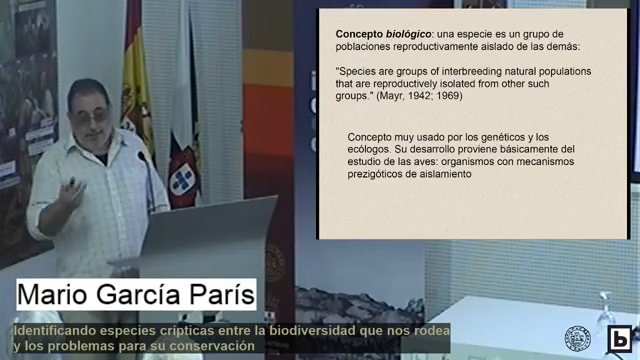 Concepto biológico: una especie es un grupo de
poblaciones reproductivamente aislado de las demás:
"Species are groups of interbreeding natural populations
that are reproductively isolated from other such
groups." (Mayr, 1942; 1969)
Concepto muy usado por los genéticos y los
ecólogos. Su desarrollo proviene básicamente del
estudio de las aves: organismos con mecanismos
prezigóticos de aislamiento
Mario García París
Identificando especies crípticas entre la biodiversidad que nos rodea
y los problemas para su conservación
b